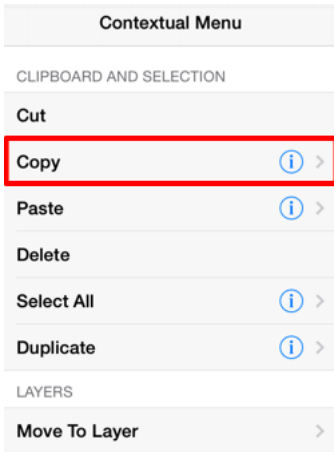 Contextual Menu
CLIPBOARD AND SELECTION
Cut
Copy
Paste
Delete
Select All
Duplicate
LAYERS
Move To Layer